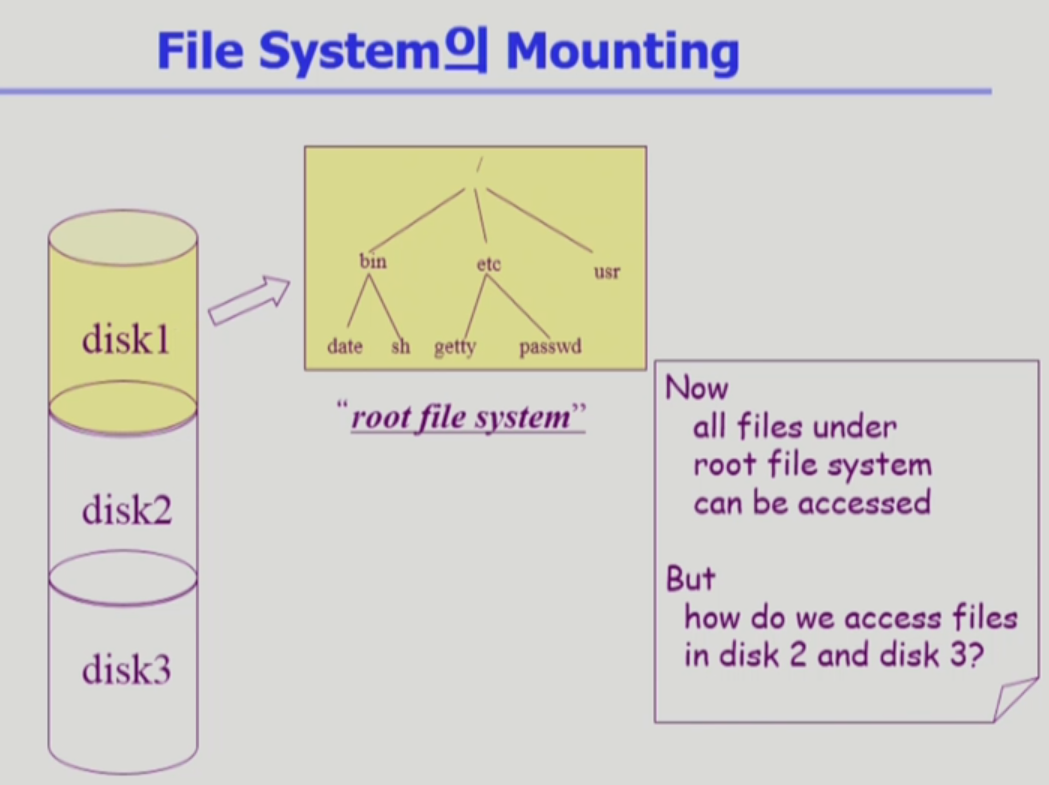 File System의 Mounting
/
bin
etc
usr
date
sh
getty
passwd
disk1
"root file system"
disk2
disk3
Now
all files under
root file system
can be accessed
But
how do we access files
in disk 2 and disk 3?